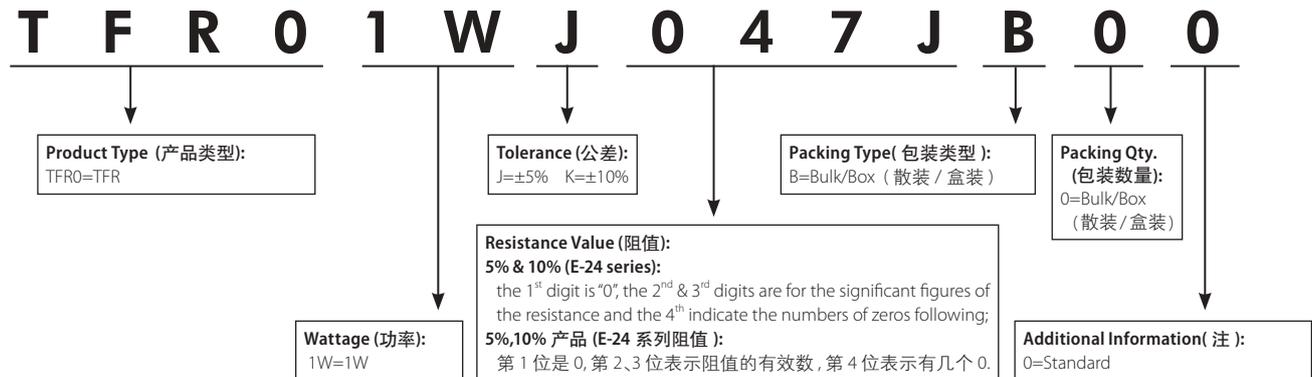 T F R 0 1 W J 0 4 7 J B 0 0
Product Type (产品类型):
TFR0=TFR
Tolerance (公差):
J=±5% K=±10%
Packing Type( 包装类型 ):
B=Bulk/Box ( 散装 / 盒装 )
Packing Qty.
(包装数量):
0=Bulk/Box
(散装/盒装)
Resistance Value (阻值):
5% & 10% (E-24 series):
the 1st digit is “0”, the 2nd & 3rd digits are for the significant figures of
the resistance and the 4th indicate the numbers of zeros following;
5%,10% 产品 (E-24 系列阻值 ):
第 1 位是 0, 第 2、3 位表示阻值的有效数 , 第 4 位表示有几个 0.
Wattage (功率):
1W=1W
Additional Information( 注 ):
0=Standard